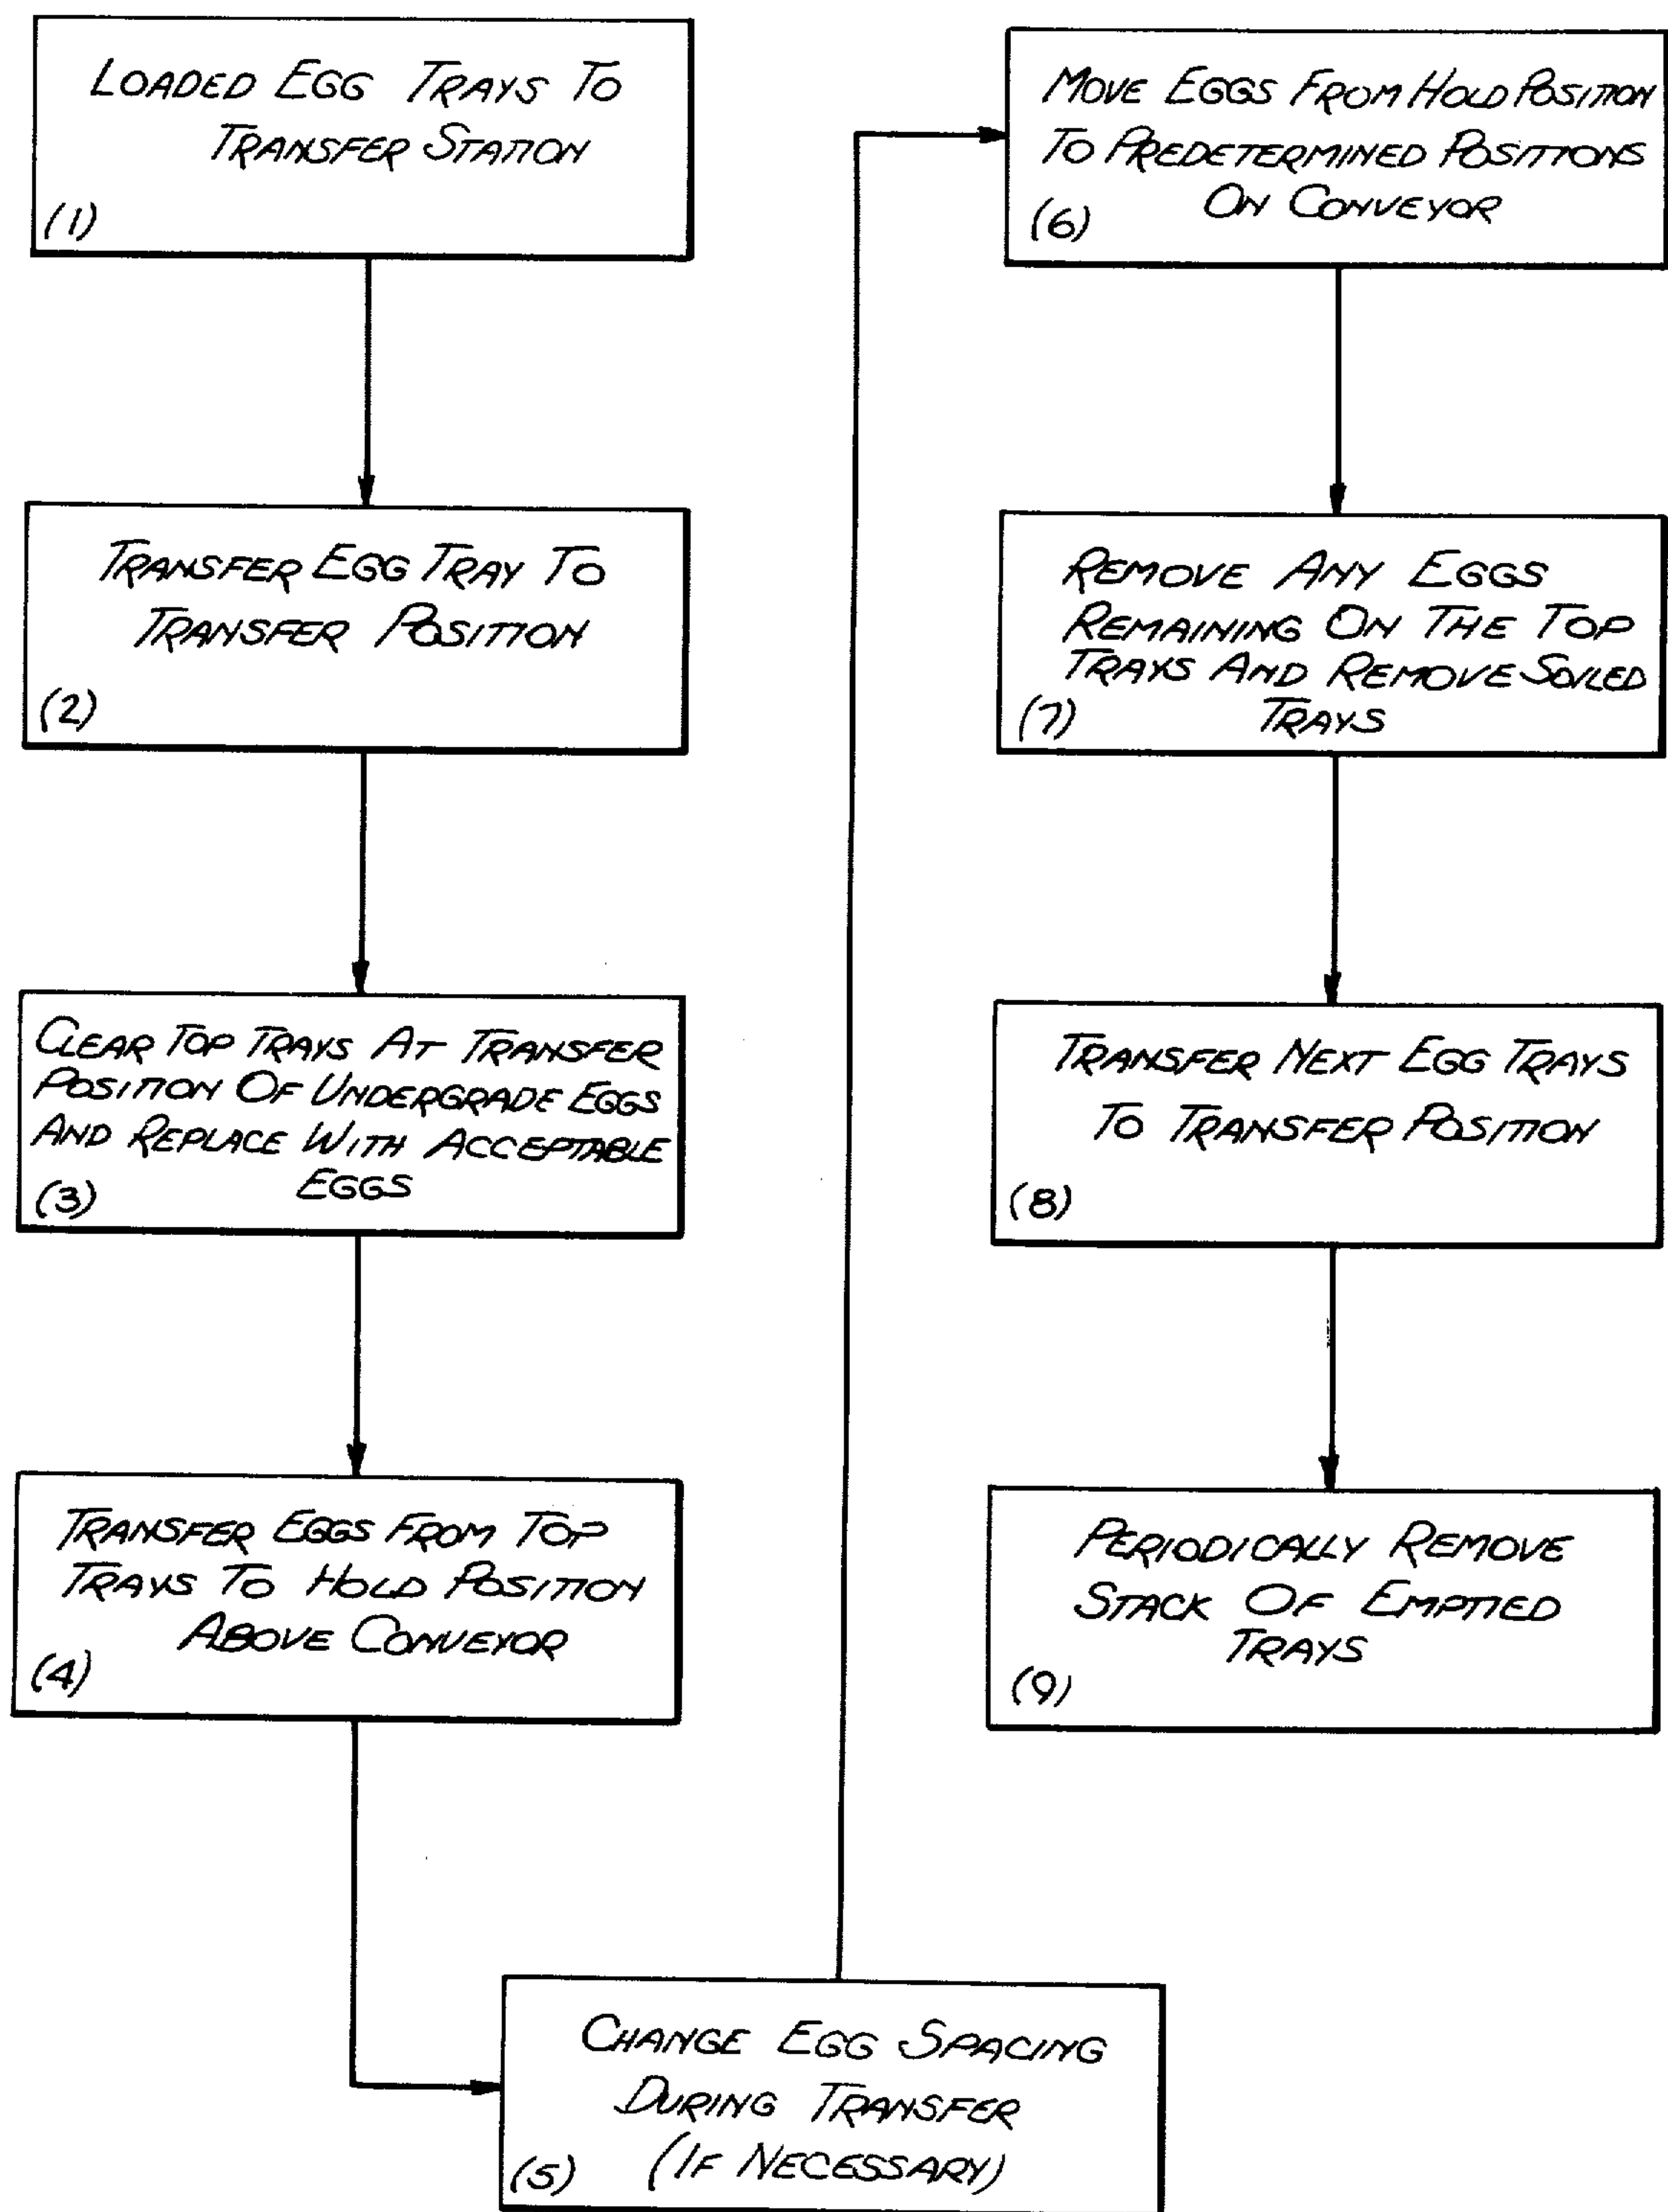 LOADED EGG TRAYS TO
TRANSFER STATION
(1)
TRANSFER EGG TRAY TO
TRANSFER POSITION
(2)
CLEAR TOP TRAYS AT TRANSFER
POSITION OF UNDERGRADE EGGS
AND REPLACE WITH ACCEPTABLE
EGGS
(3)
TRANSFER EGGS FROM TOP
TRAYS TO HOLD POSITION
ABOVE CONVEYOR
(4)
CHANGE EGG SPACING
DURING TRANSFER
(IF NECESSARY)
(5)
MOVE EGGS FROM HOLD POSITION
TO PREDETERMINED POSITIONS
ON CONVEYOR
(6)
REMOVE ANY EGGS
REMAINING ON THE TOP
TRAYS AND REMOVE SOILED
TRAYS
(7)
TRANSFER NEXT EGG TRAYS
TO TRANSFER POSITION
(8)
PERIODICALLY REMOVE
STACK OF EMPTIED
TRAYS
(9)